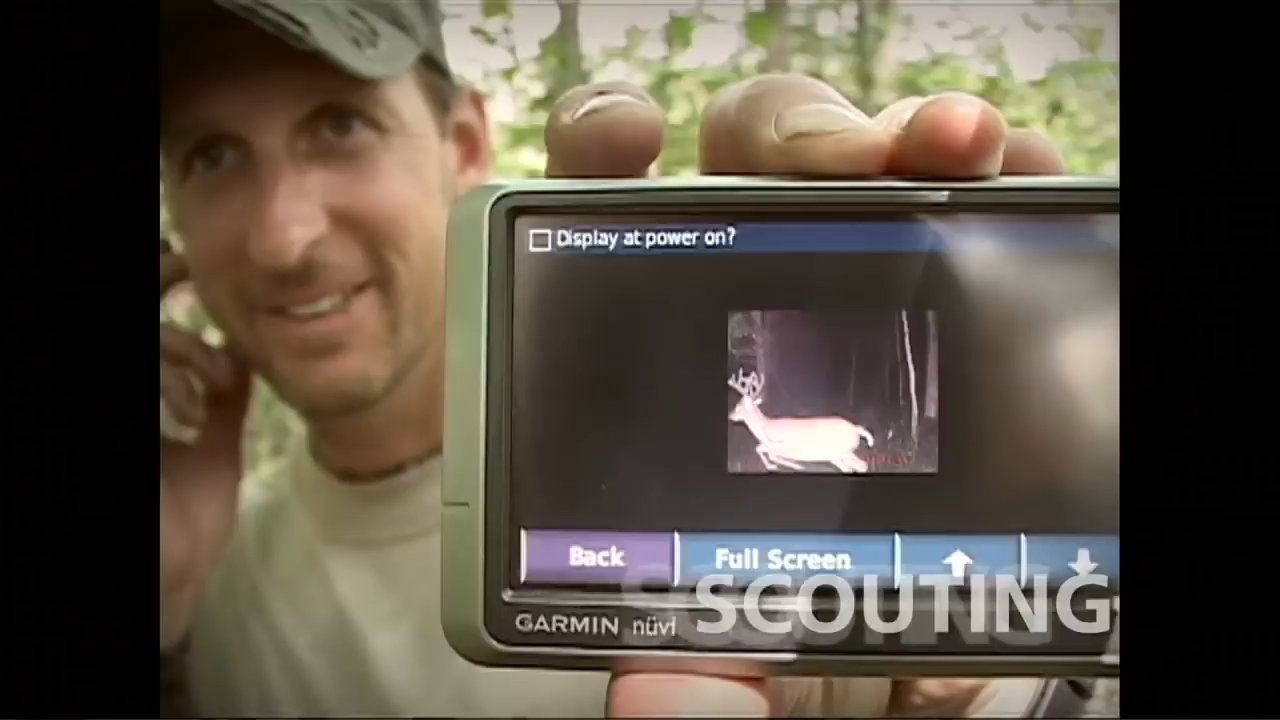 Display at power on?
Back
Full Screen
GARMIN nüvi
SCOUTING